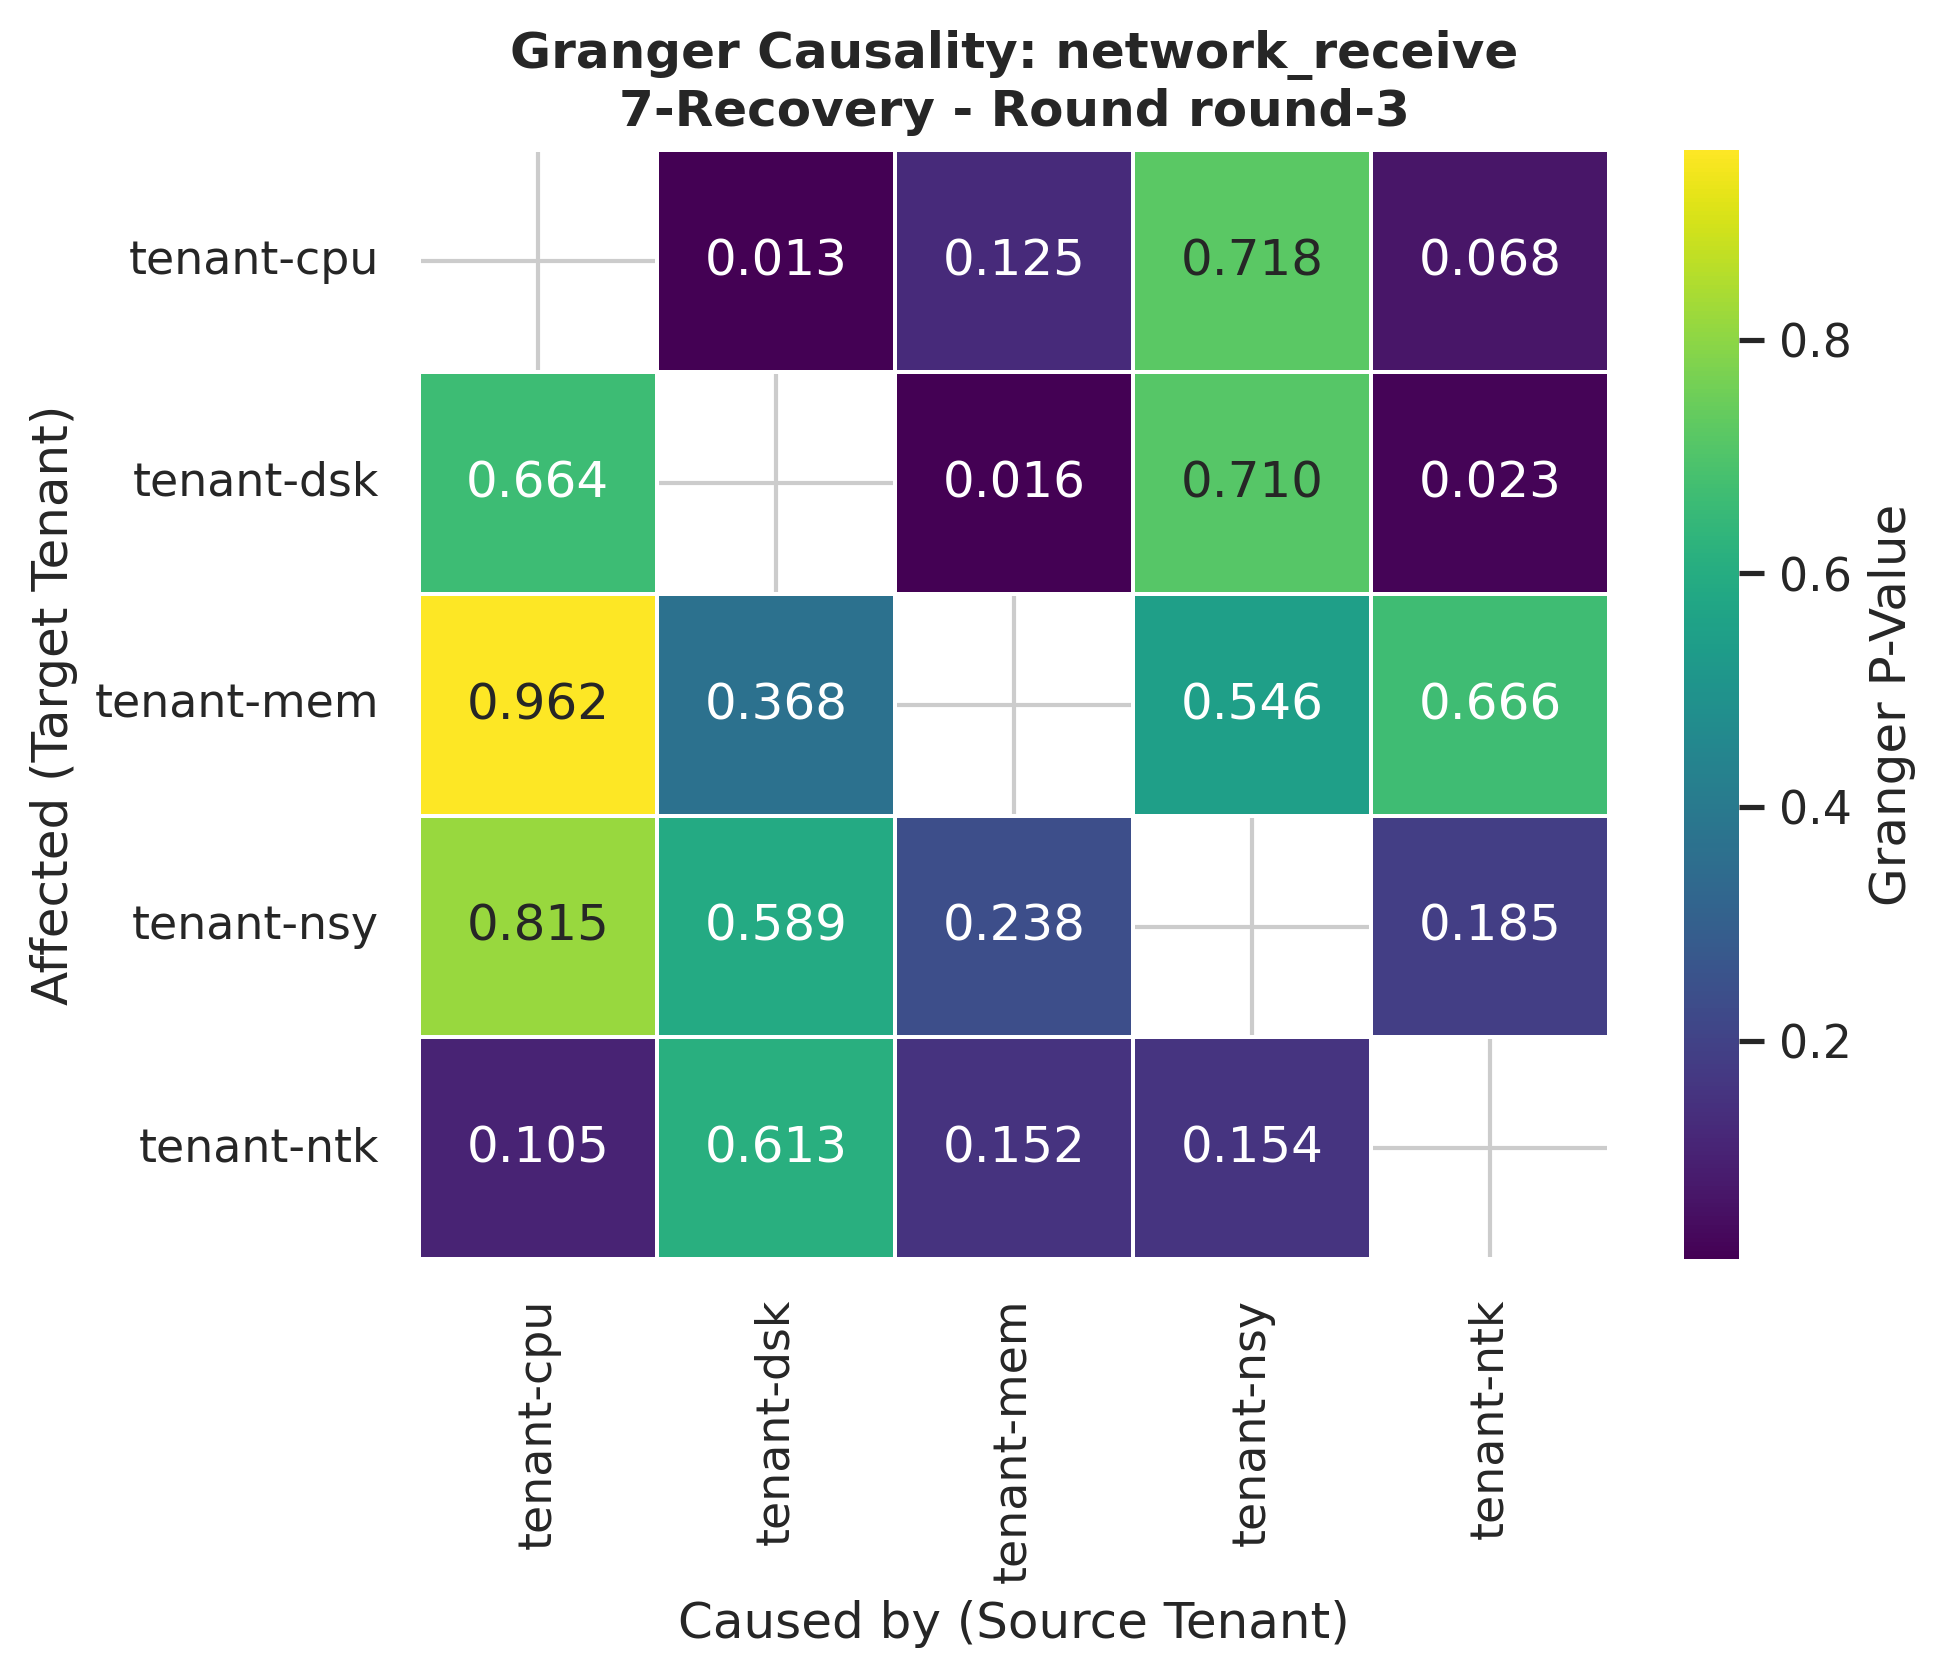 Granger Causality: network_receive
7-Recovery - Round round-3
Affected (Target Tenant)
tenant-cpu 0.013 0.125 0.718 0.068
tenant-dsk 0.664 0.016 0.710 0.023
tenant-mem 0.962 0.368 0.546 0.666
tenant-nsy 0.815 0.589 0.238 0.185
tenant-ntk 0.105 0.613 0.152 0.154
tenant-cpu
tenant-dsk
tenant-mem
tenant-nsy
tenant-ntk
Caused by (Source Tenant)
0.8
0.6
0.4
0.2
Granger P-Value